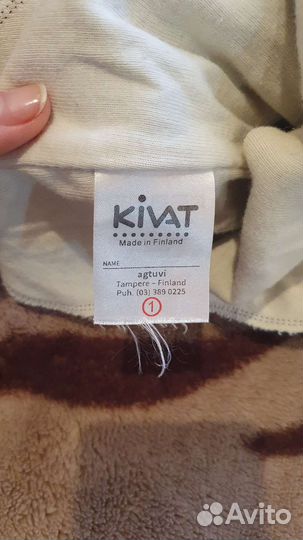 KiVAT
Made in Finland
NAME
agtuvi
Tampere – Finland
Puh. (03) 389 0225
1
Avito